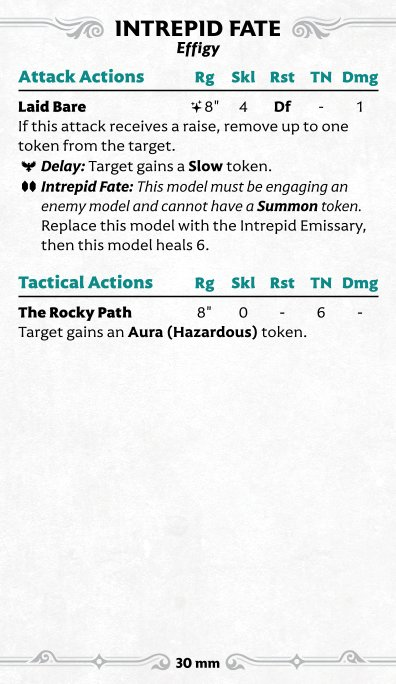 INTREPID FATE
Effigy
Attack Actions Rg Skl Rst TN Dmg
Laid Bare 8" 4 Df - 1
If this attack receives a raise, remove up to one
token from the target.
Delay: Target gains a Slow token.
Intrepid Fate: This model must be engaging an
enemy model and cannot have a Summon token.
Replace this model with the Intrepid Emissary,
then this model heals 6.
Tactical Actions Rg Skl Rst TN Dmg
The Rocky Path 8" 0 - 6 -
Target gains an Aura (Hazardous) token.
30 mm